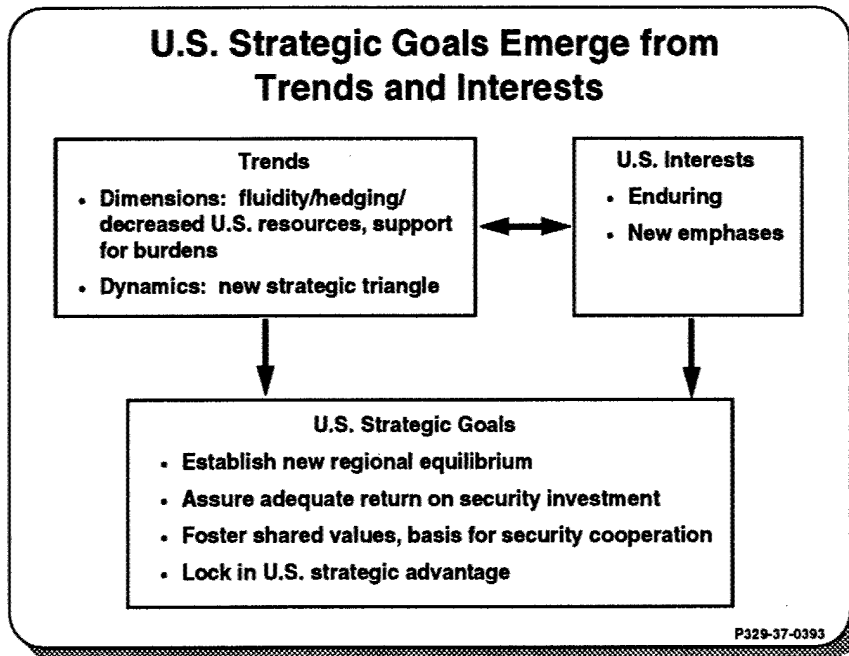 U.S. Strategic Goals Emerge from
Trends and Interests
Trends
• Dimensions: fluidity/hedging/
decreased U.S. resources, support
for burdens
• Dynamics: new strategic triangle
U.S. Interests
• Enduring
• New emphases
U.S. Strategic Goals
• Establish new regional equilibrium
• Assure adequate return on security investment
• Foster shared values, basis for security cooperation
• Lock in U.S. strategic advantage
P329-37-0393